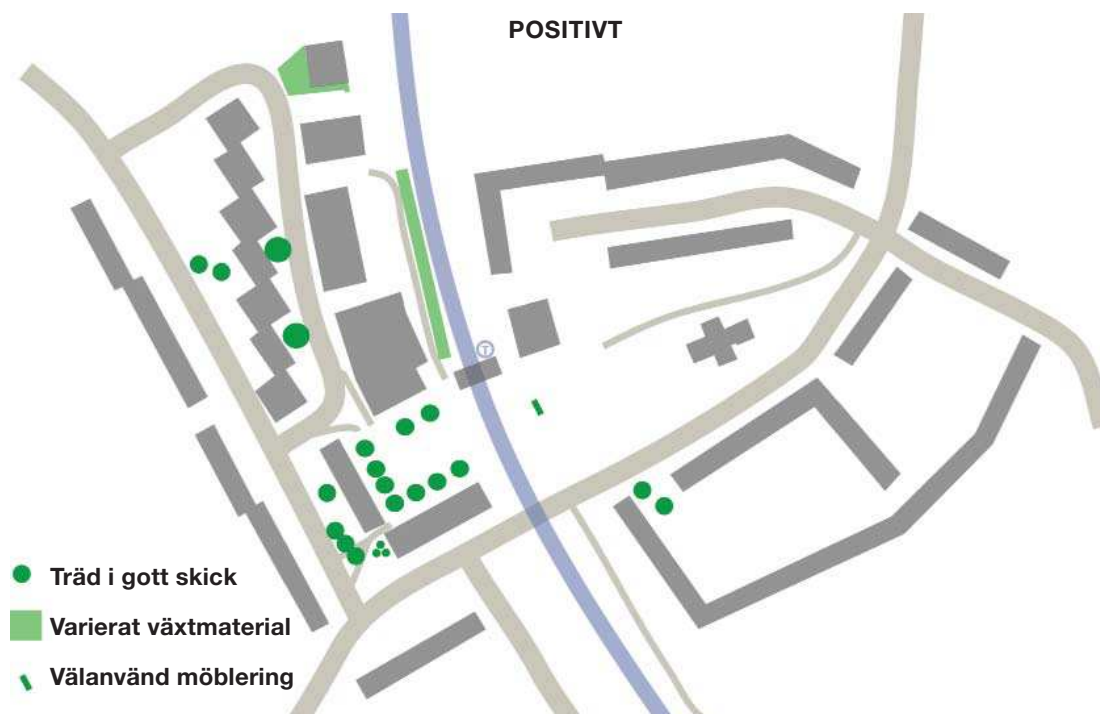 POSITIVT
T
Träd i gott skick
Varierat växtmaterial
Välanvänd möblering